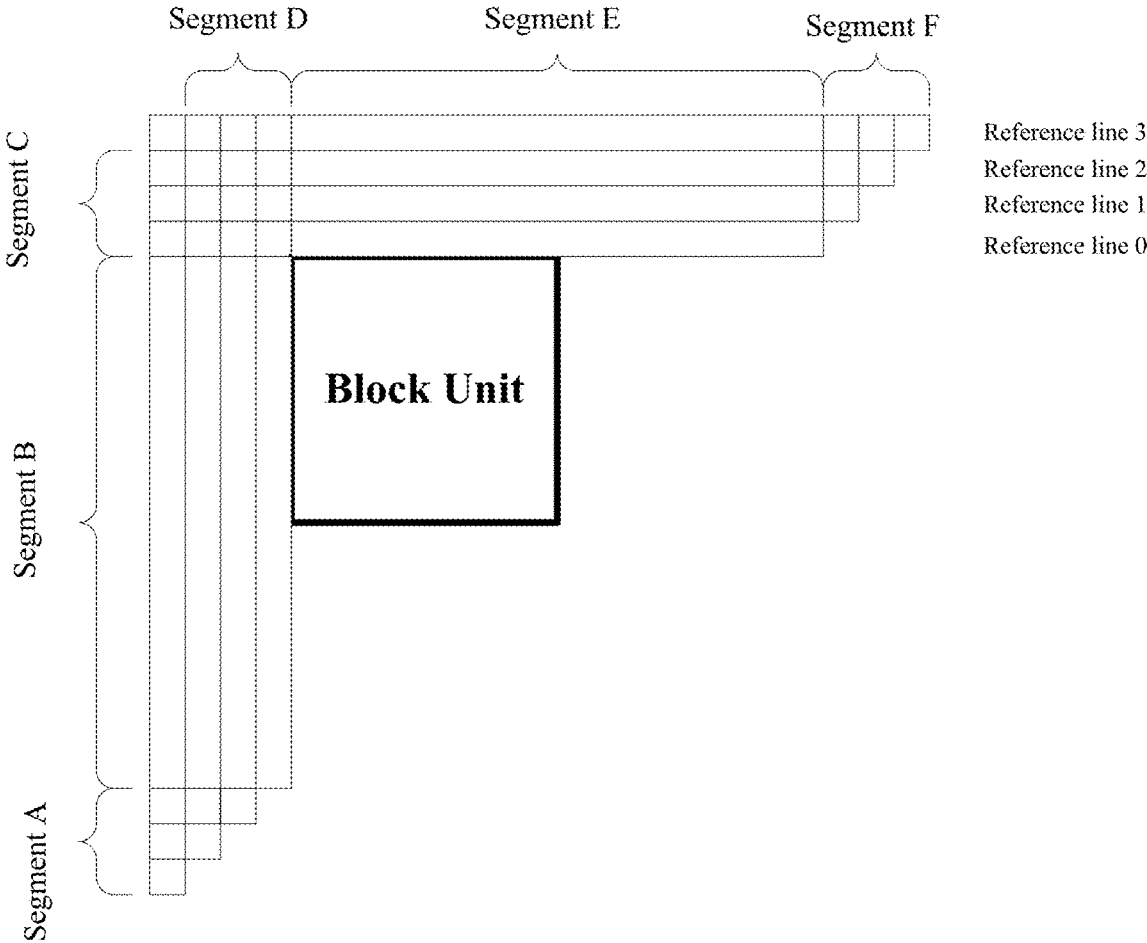 Segment D
Segment E
Segment F
Segment C
Reference line 3
Reference line 2
Reference line 1
Reference line 0
Block Unit
Segment B
Segment A